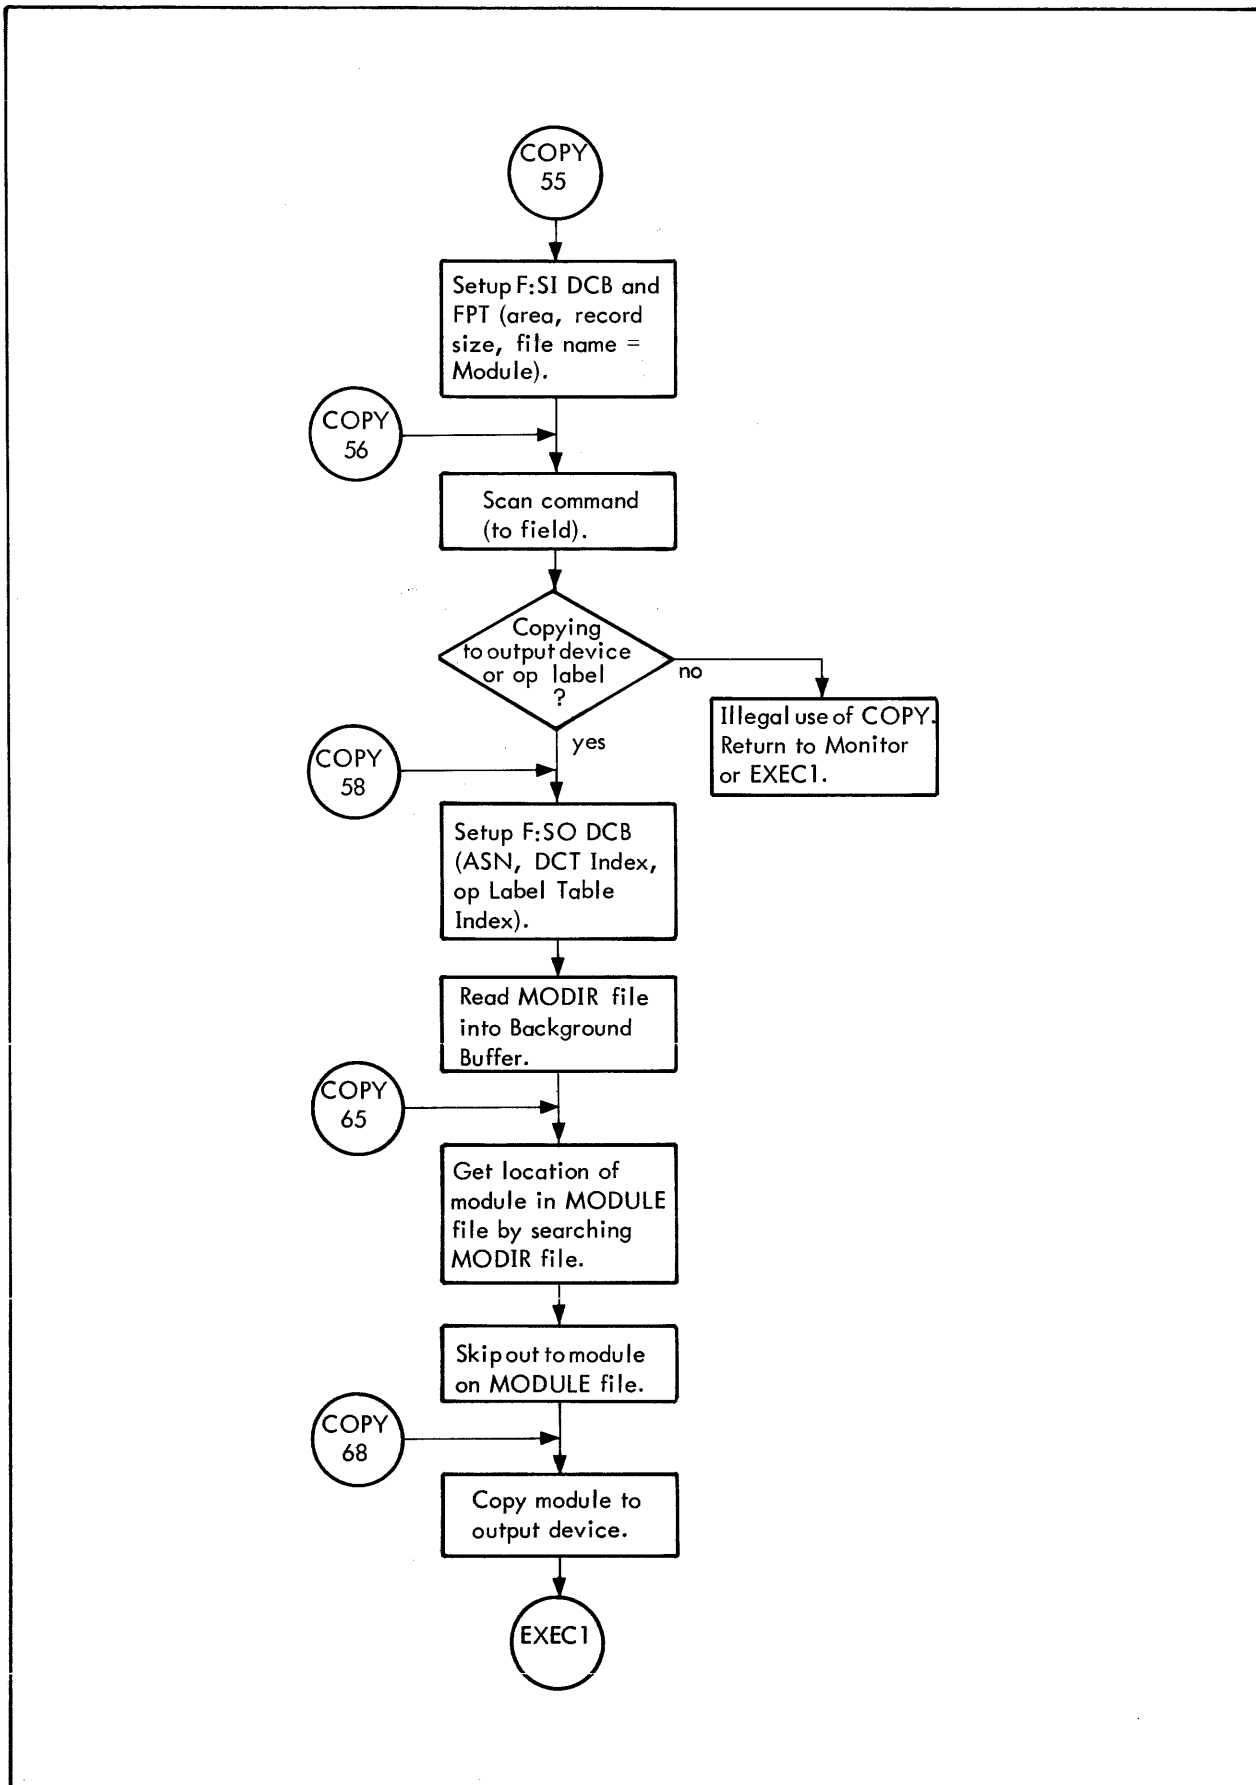 COPY
55
Setup F:SI DCB and
FPT (area, record
size, file name =
Module).
COPY
56
Scan command
(to field).
Copying
to output device
or op label
?
no
Illegal use of COPY.
Return to Monitor
or EXEC1.
yes
COPY
58
Setup F:SO DCB
(ASN, DCT Index,
op Label Table
Index).
Read MODIR file
into Background
Buffer.
COPY
65
Get location of
module in MODULE
file by searching
MODIR file.
Skip out to module
on MODULE file.
COPY
68
Copy module to
output device.
EXEC1